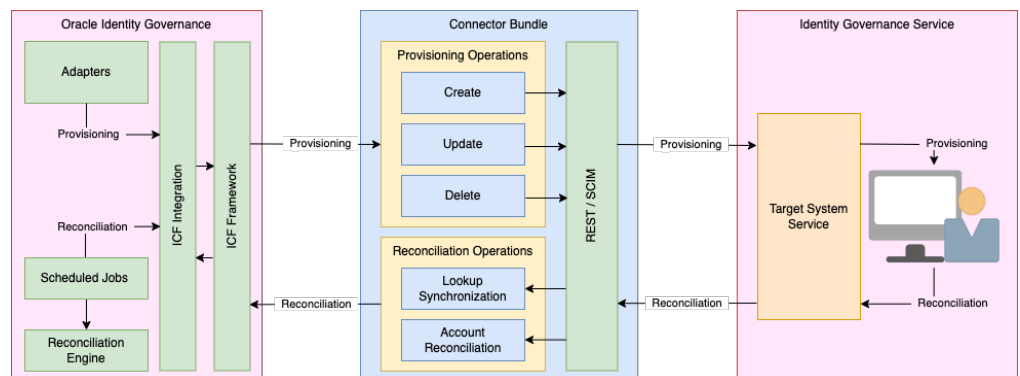 Oracle Identity Governance
Adapters
Provisioning
Reconciliation
Scheduled Jobs
Reconciliation
Engine
ICF Integration
ICF Framework
Provisioning
Reconciliation
Connector Bundle
Provisioning Operations
Create
Update
Delete
Reconciliation Operations
Lookup
Synchronization
Account
Reconciliation
REST / SCIM
Provisioning
Reconciliation
Identity Governance Service
Target System
Service
Provisioning
Reconciliation